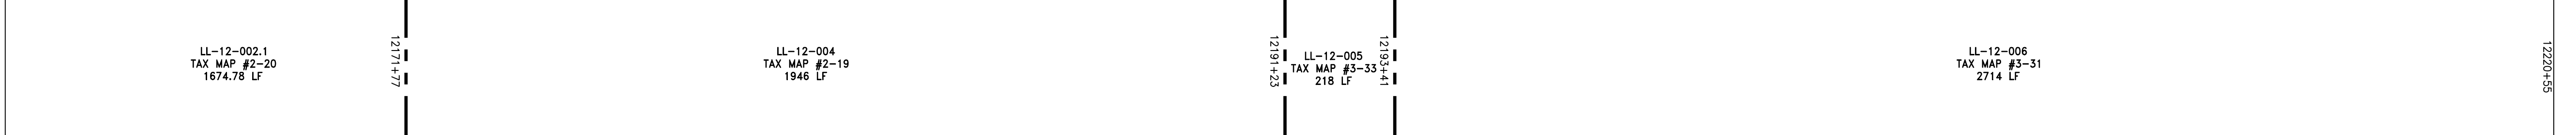 LL-12-002.1
TAX MAP #2-20
1674.78 LF
12171+77
LL-12-004
TAX MAP #2-19
1946 LF
12191+23
LL-12-005
TAX MAP #3-33
218 LF
12193+41
LL-12-006
TAX MAP #3-31
2714 LF
12220+55